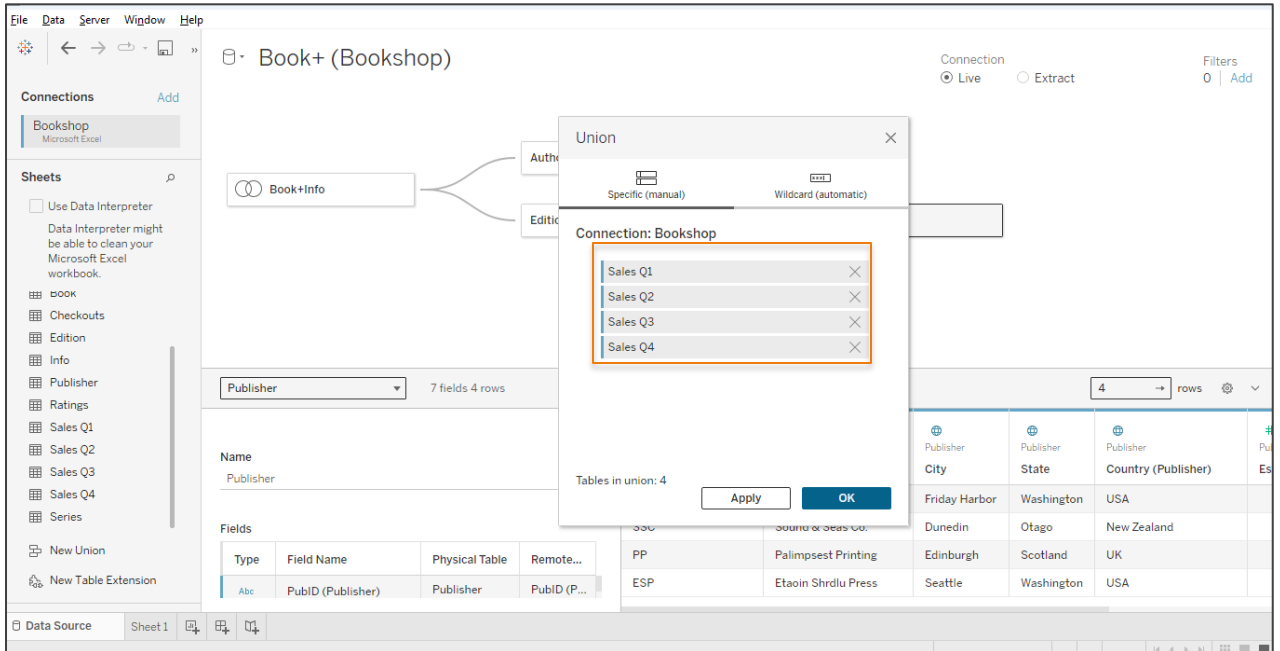 File Data Server Window Help
Book+ (Bookshop)
Connection
Live
Extract
Filters
0 | Add
Connections
Add
Bookshop
Microsoft Excel
Sheets
Use Data Interpreter
Data Interpreter might
be able to clean your
Microsoft Excel
workbook.
Book
Checkouts
Edition
Info
Publisher
Ratings
Sales Q1
Sales Q2
Sales Q3
Sales Q4
Series
New Union
New Table Extension
Book+Info
Union
Specific (manual)
Wildcard (automatic)
Connection: Bookshop
Sales Q1
Sales Q2
Sales Q3
Sales Q4
Tables in union: 4
Apply
OK
Publisher
7 fields 4 rows
4 → rows
Name
Publisher
Fields
Type Field Name Physical Table Remote...
Abc PubID (Publisher) Publisher PubID (P...
Publisher Publisher Publisher
City State Country (Publisher)
Friday Harbor Washington USA
SSC Sound & Seas Co. Dunedin Otago New Zealand
PP Palimpsest Printing Edinburgh Scotland UK
ESP Etaoin Shrdlu Press Seattle Washington USA
Data Source
Sheet 1